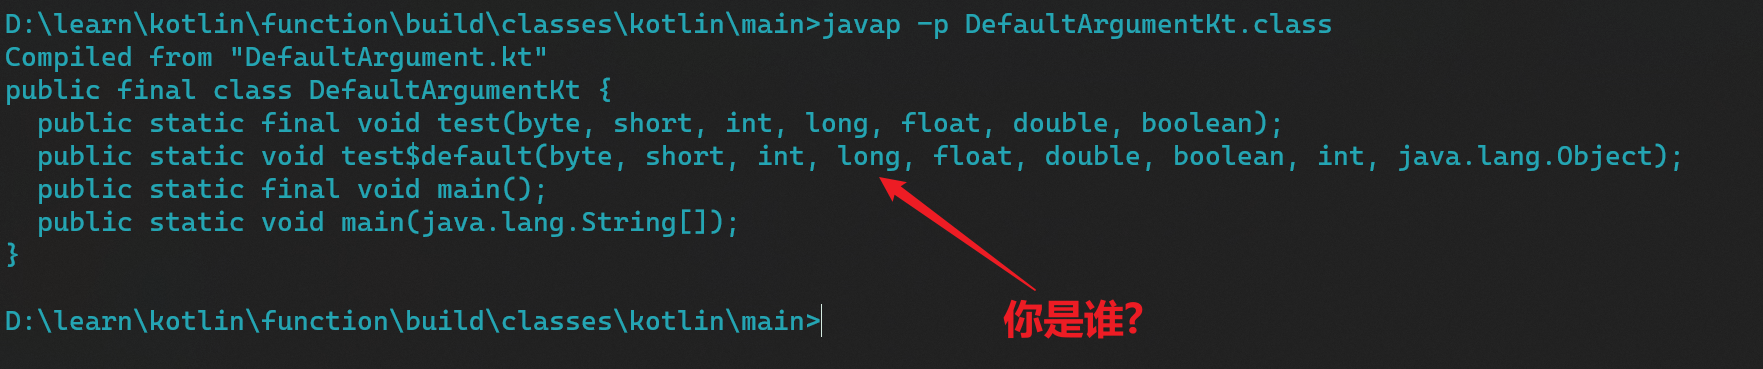 D:\learn\kotlin\function\build\classes\kotlin\main>javap -p DefaultArgumentKt.class
Compiled from "DefaultArgument.kt"
public final class DefaultArgumentKt {
  public static final void test(byte, short, int, long, float, double, boolean);
  public static void test$default(byte, short, int, long, float, double, boolean, int, java.lang.Object);
  public static final void main();
  public static void main(java.lang.String[]);
}
D:\learn\kotlin\function\build\classes\kotlin\main>
你是谁?